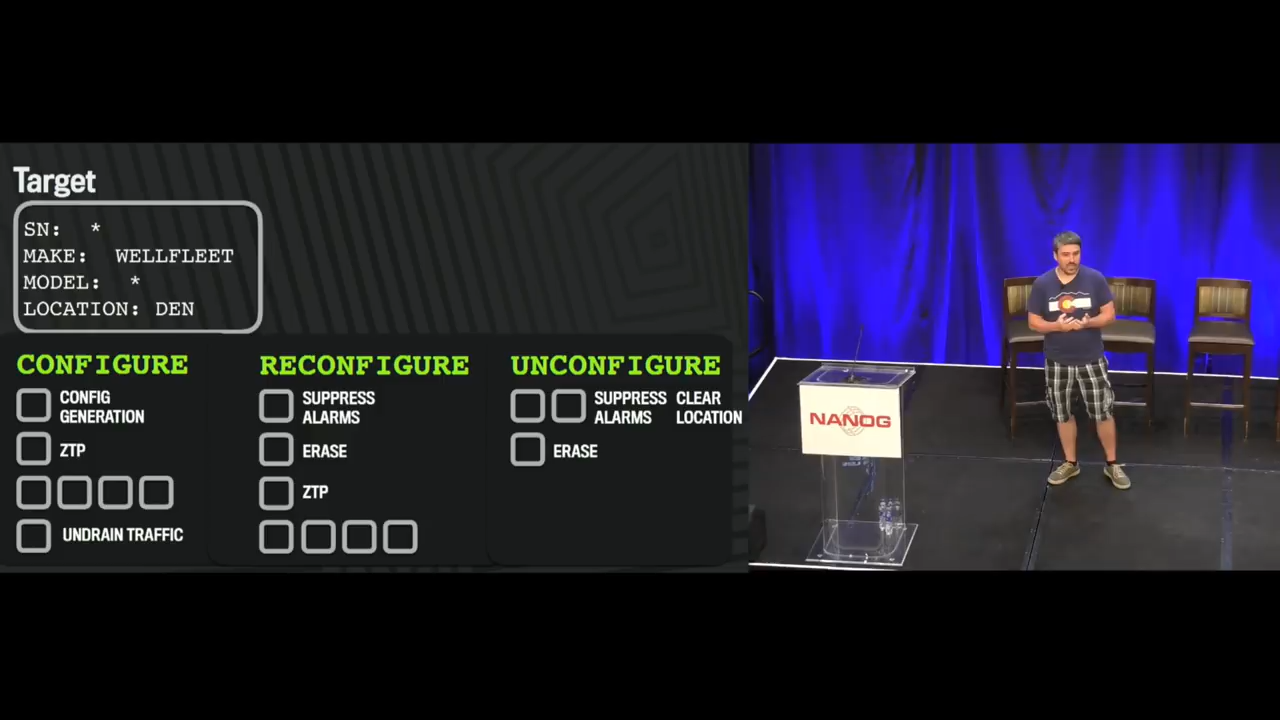 Target
SN: *
MAKE: WELLFLEET
MODEL: *
LOCATION: DEN
CONFIGURE
CONFIG
GENERATION
ZTP
UNDRAIN TRAFFIC
RECONFIGURE
SUPPRESS
ALARMS
ERASE
ZTP
UNCONFIGURE
SUPPRESS CLEAR
ALARMS LOCATION
ERASE
NANOG